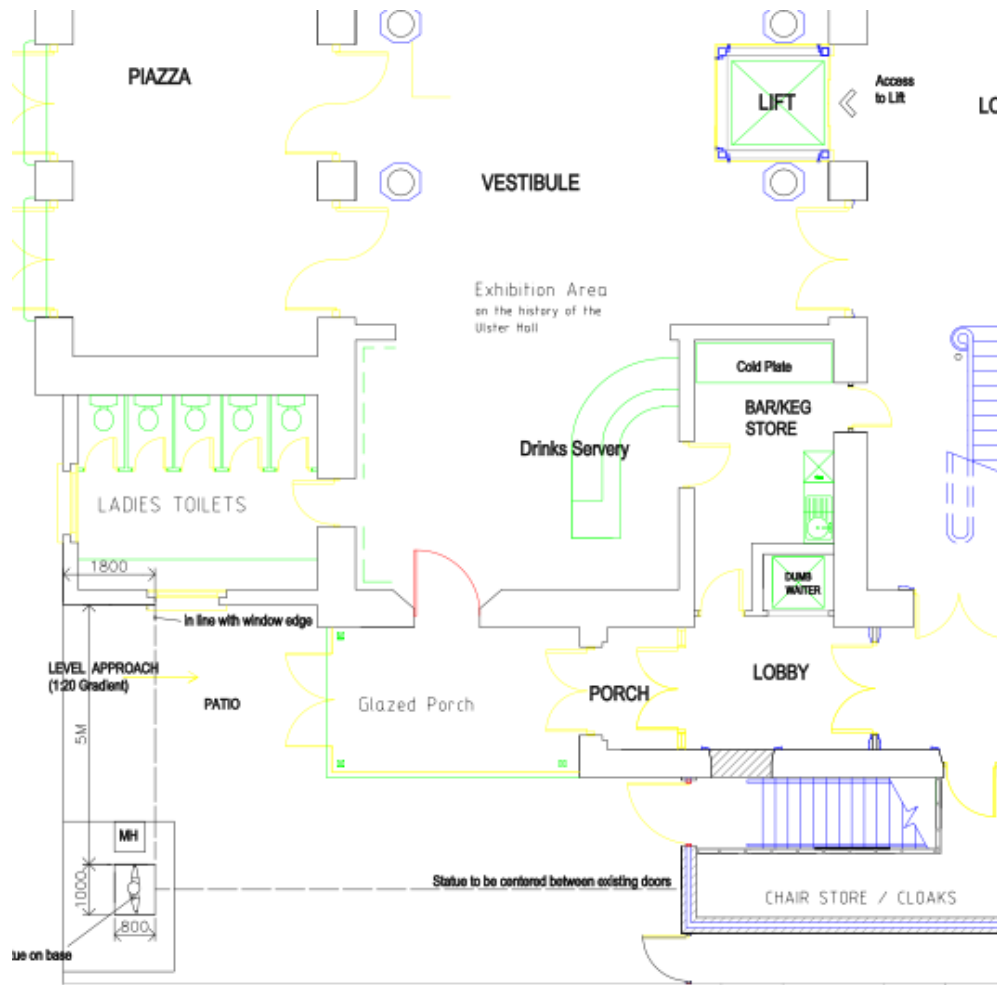 PIAZZA
LIFT
Access
to Lift
LO
VESTIBULE
Exhibition Area
on the history of the
Ulster Hall
Cold Plate
BAR/KEG
STORE
Drinks Servery
LADIES TOILETS
1800
DUMB
WAITER
in line with window edge
LEVEL APPROACH
(1:20 Gradient)
PATIO
Glazed Porch
PORCH
LOBBY
5M
MH
1000
800
Statue to be centered between existing doors
CHAIR STORE / CLOAKS
tue on base